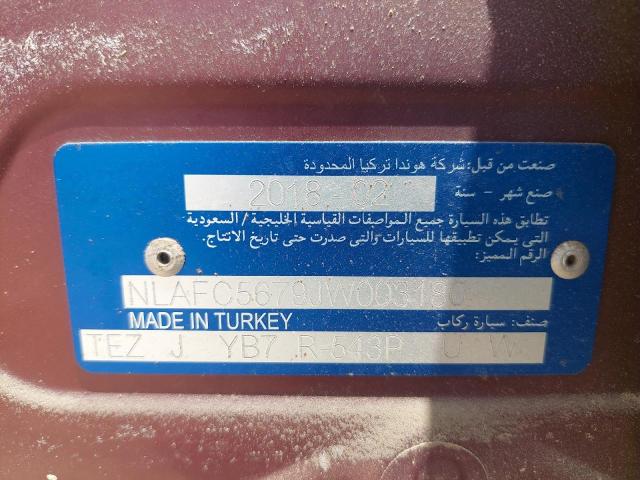 صنعت من قبل: شركة هوندا تركيا المحدودة
صنع شهر - سنة 2018 - 02
تطابق هذه السيارة جميع المواصفات القياسية الخليجية / السعودية
التي يمكن تطبيقها للسيارات والتي صدرت حتى تاريخ الانتاج.
الرقم المميز:
NLAFC5679JW003180
MADE IN TURKEY صنف: سيارة ركاب
TEZ J YB7 R-543P U W